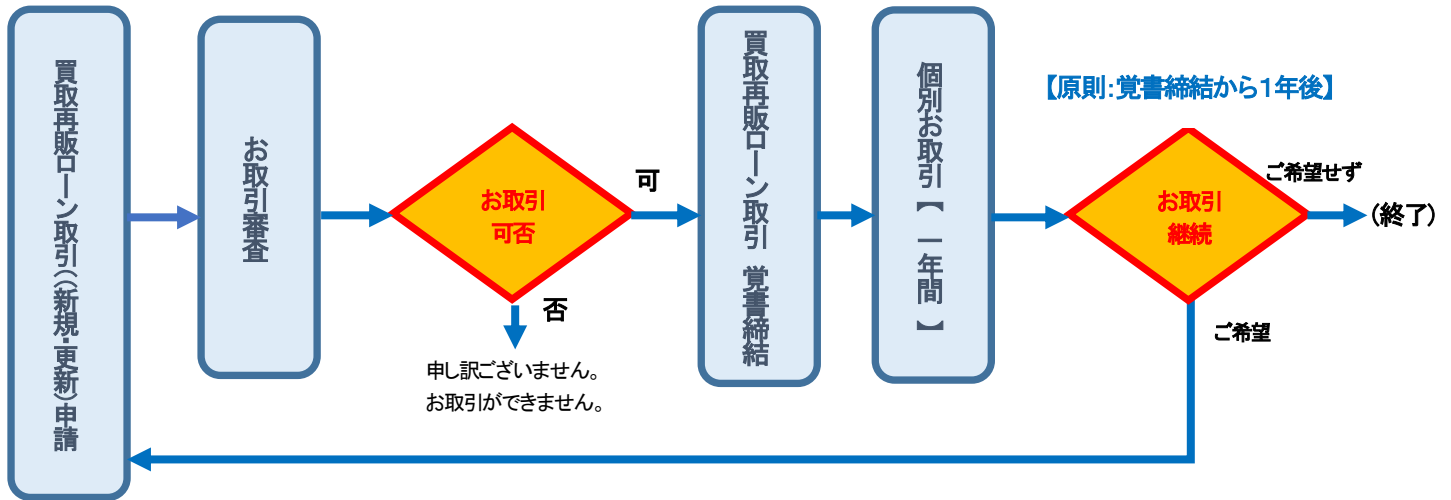 買取再販ローン取引((新規・更新)申請
お取引審査
お取引
可否
可
否
申し訳ございません。
お取引ができません。
買取再販ローン取引 覚書締結
個別お取引【一年間】
【原則:覚書締結から1年後】
お取引
継続
ご希望せず
(終了)
ご希望